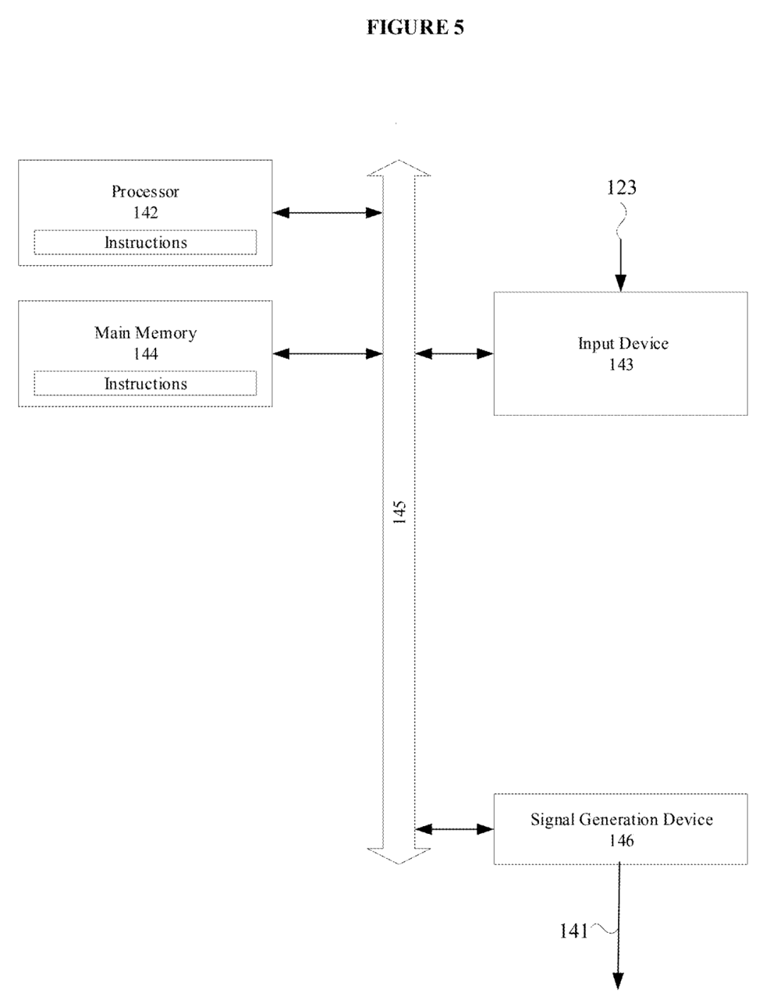 FIGURE 5
Processor
142
Instructions
123
Main Memory
144
Instructions
Input Device
143
145
Signal Generation Device
146
141